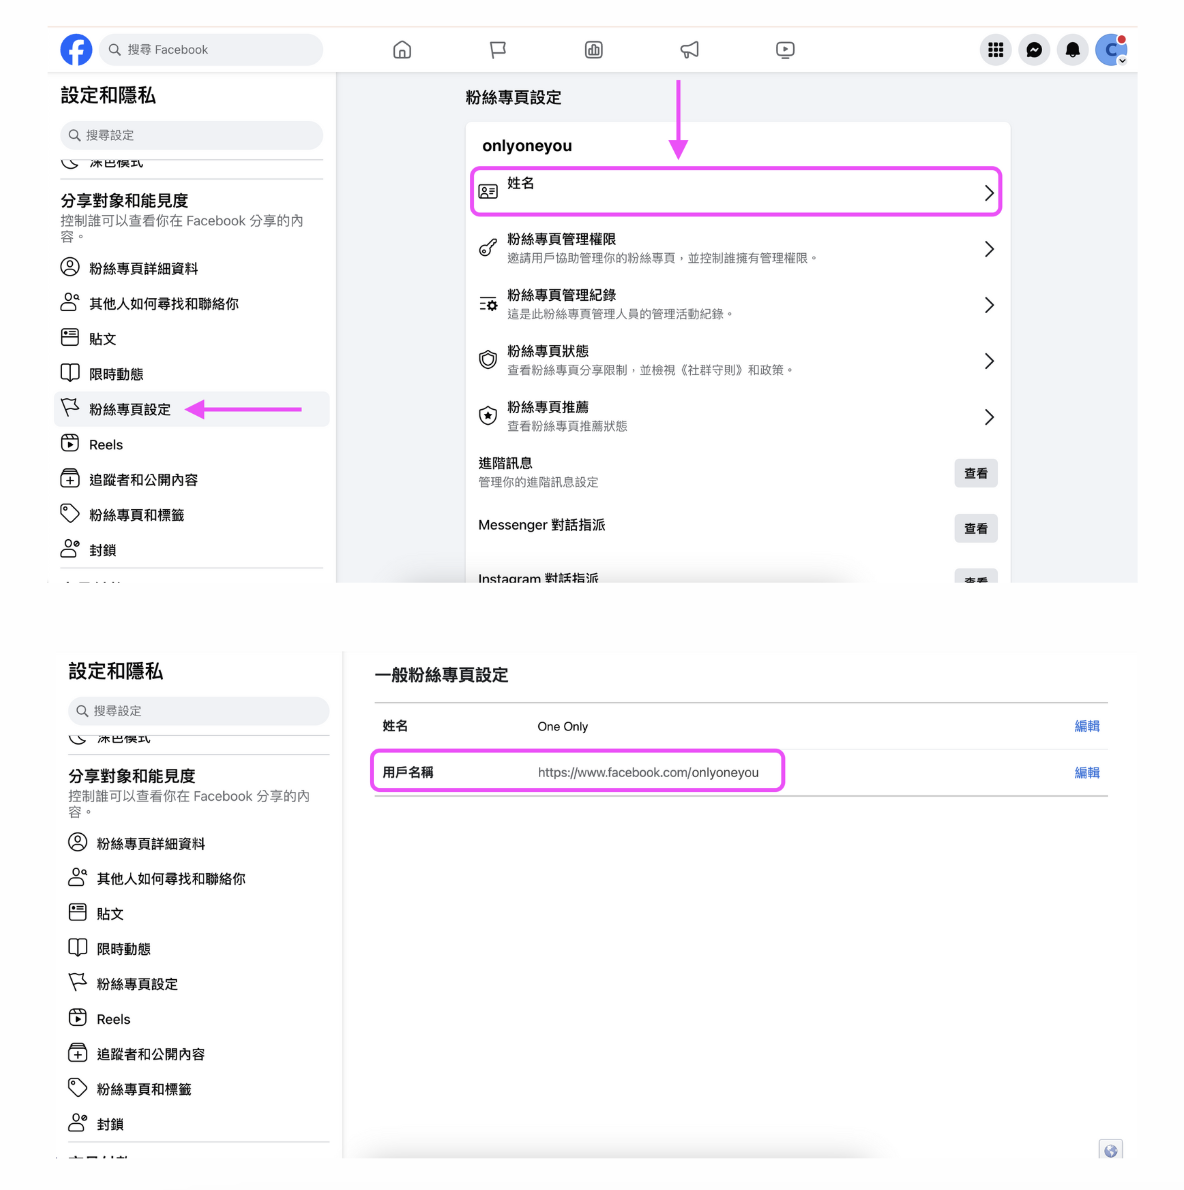 搜尋 Facebook
C
設定和隱私
搜尋設定
深色模式
分享對象和能見度
控制誰可以查看你在 Facebook 分享的內
容。
粉絲專頁詳細資料
其他人如何尋找和聯絡你
貼文
限時動態
粉絲專頁設定
Reels
追蹤者和公開內容
粉絲專頁和標籤
封鎖
粉絲專頁設定
onlyoneyou
姓名
粉絲專頁管理權限
邀請用戶協助管理你的粉絲專頁，並控制誰擁有管理權限。
粉絲專頁管理紀錄
這是此粉絲專頁管理人員的管理活動紀錄。
粉絲專頁狀態
查看粉絲專頁分享限制，並檢視《社群守則》和政策。
粉絲專頁推薦
查看粉絲專頁推薦狀態
進階訊息
管理你的進階訊息設定
查看
Messenger 對話指派
查看
Instagram 對話指派
查看
設定和隱私
搜尋設定
深色模式
分享對象和能見度
控制誰可以查看你在 Facebook 分享的內
容。
粉絲專頁詳細資料
其他人如何尋找和聯絡你
貼文
限時動態
粉絲專頁設定
Reels
追蹤者和公開內容
粉絲專頁和標籤
封鎖
一般粉絲專頁設定
姓名 One Only 編輯
用戶名稱 https://www.facebook.com/onlyoneyou 編輯